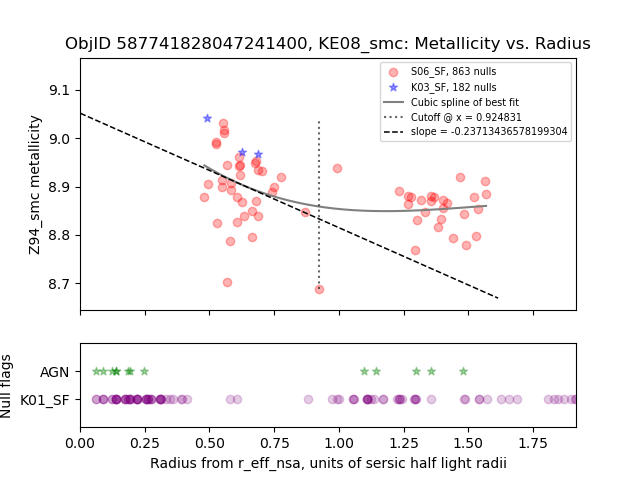 ObjID 587741828047241400, KE08_smc: Metallicity vs. Radius
S06_SF, 863 nulls
K03_SF, 182 nulls
Cubic spline of best fit
Cutoff @ x = 0.924831
slope = -0.23713436578199304
9.1
9.0
8.9
8.8
8.7
Z94_smc metallicity
AGN
K01_SF
Null flags
0.00 0.25 0.50 0.75 1.00 1.25 1.50 1.75
Radius from r_eff_nsa, units of sersic half light radii